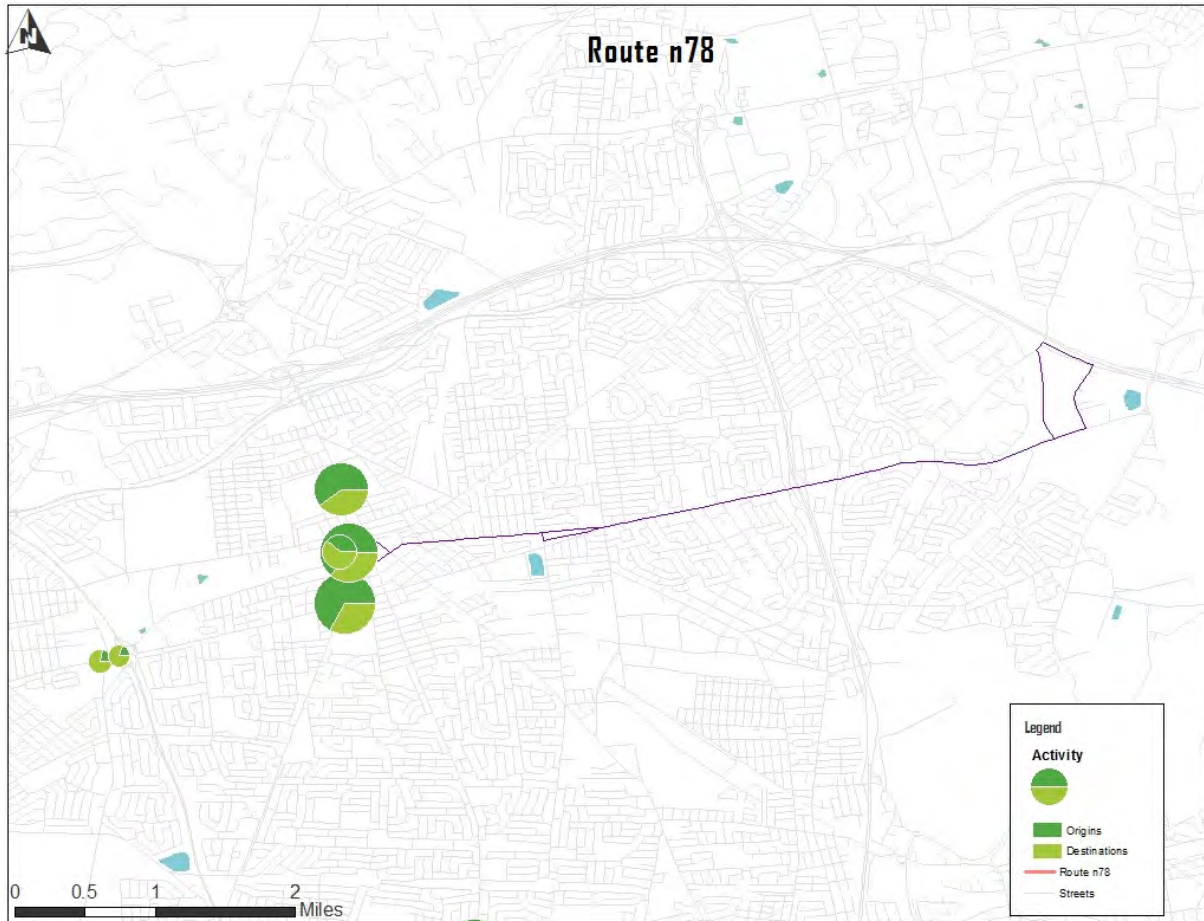 N
Route n78
Legend
Activity
Origins
Destinations
Route n78
Streets
0 0.5 1 2
Miles